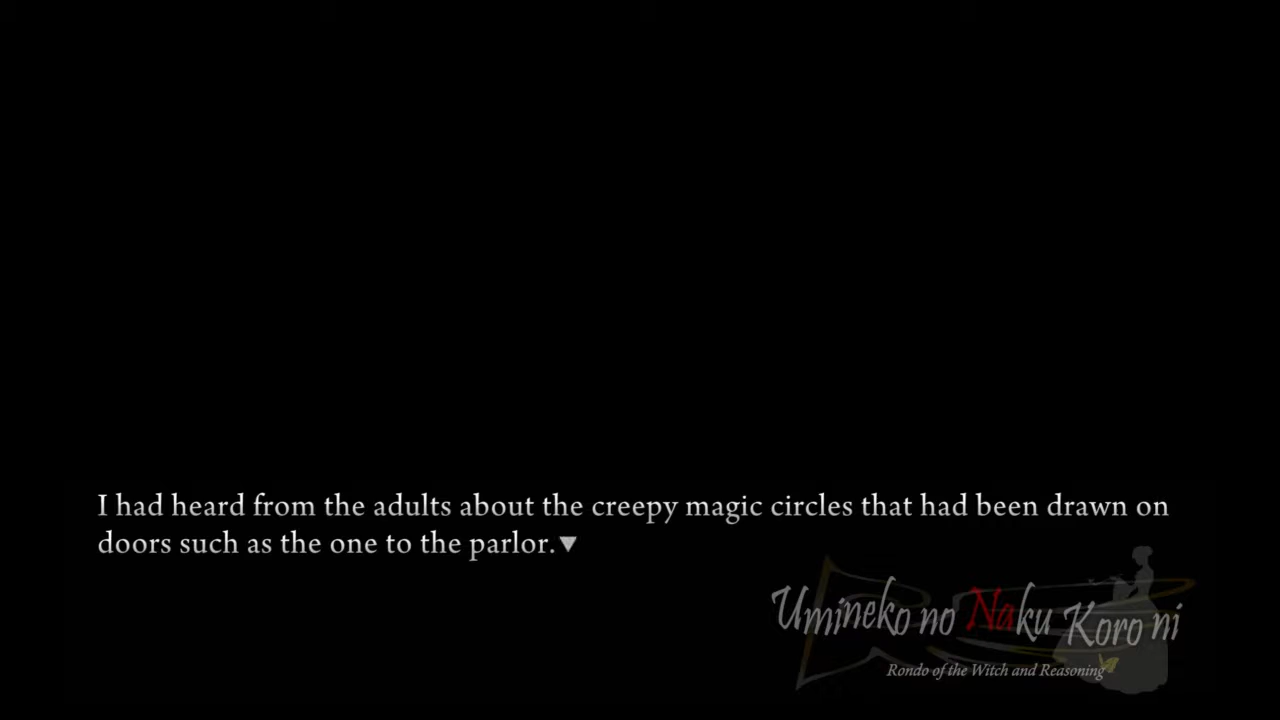 I had heard from the adults about the creepy magic circles that had been drawn on
doors such as the one to the parlor.
Umineko no Naku Koro ni
Rondo of the Witch and Reasoning